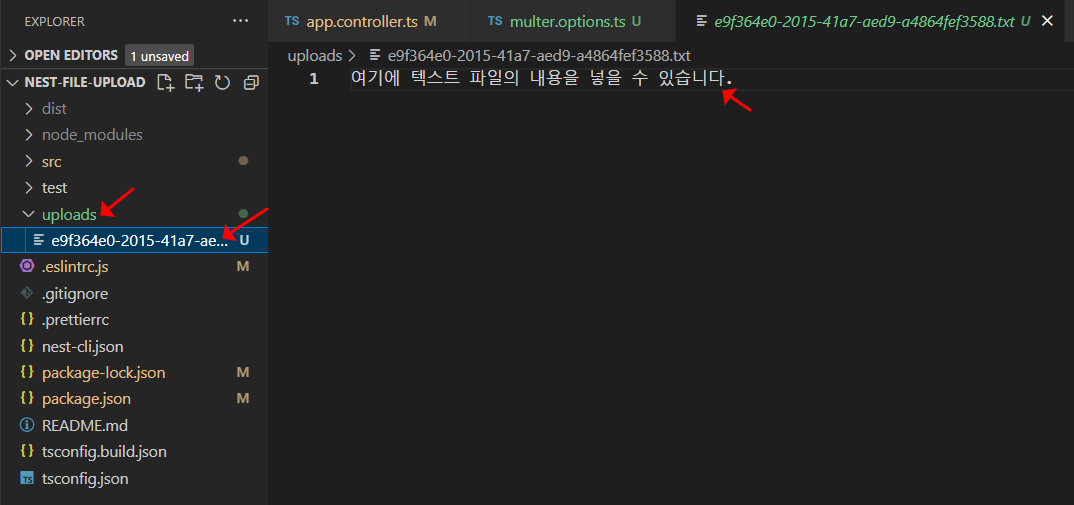 EXPLORER ...
OPEN EDITORS 1 unsaved
NEST-FILE-UPLOAD
dist
node_modules
src
test
uploads
e9f364e0-2015-41a7-ae... U
.eslintrc.js M
.gitignore
.prettierrc
nest-cli.json
package-lock.json M
package.json M
README.md
tsconfig.build.json
TS tsconfig.json
TS app.controller.ts M
TS multer.options.ts U
e9f364e0-2015-41a7-aed9-a4864fef3588.txt U
uploads > e9f364e0-2015-41a7-aed9-a4864fef3588.txt
1 여기에 텍스트 파일의 내용을 넣을 수 있습니다.